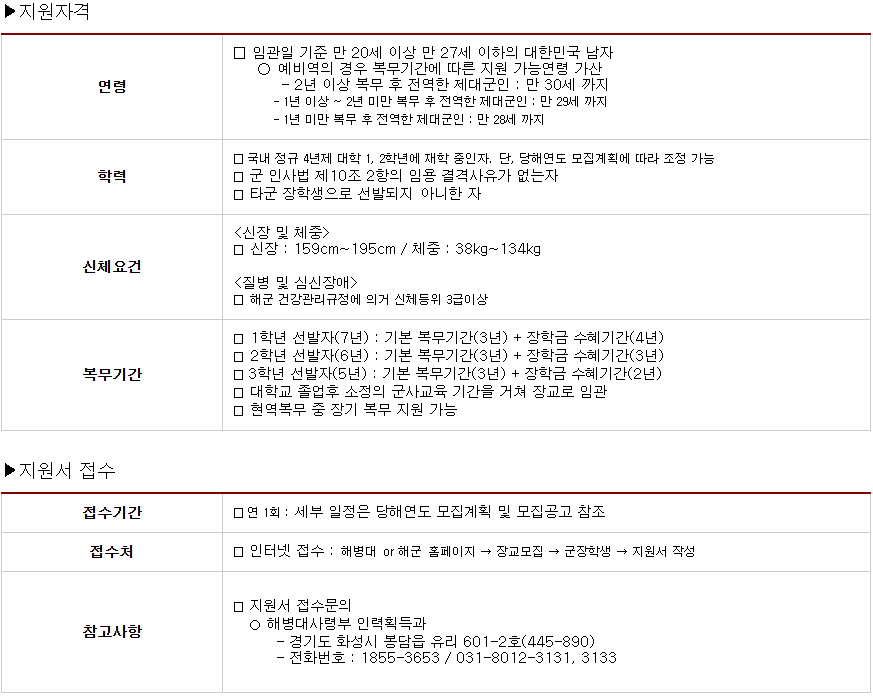 ▶지원자격
연령
□ 임관일 기준 만 20세 이상 만 27세 이하의 대한민국 남자
○ 예비역의 경우 복무기간에 따른 지원 가능연령 가산
- 2년 이상 복무 후 전역한 제대군인 : 만 30세 까지
- 1년 이상 ~ 2년 미만 복무 후 전역한 제대군인 : 만 29세 까지
- 1년 미만 복무 후 전역한 제대군인 : 만 28세 까지
학력
□ 국내 정규 4년제 대학 1, 2학년에 재학 중인자. 단, 당해연도 모집계획에 따라 조정 가능
□ 군 인사법 제10조 2항의 임용 결격사유가 없는자
□ 타군 장학생으로 선발되지 아니한 자
신체요건
<신장 및 체중>
□ 신장 : 159cm~195cm / 체중 : 38kg~134kg
<질병 및 심신장애>
□ 해군 건강관리규정에 의거 신체등위 3급이상
복무기간
□ 1학년 선발자(7년) : 기본 복무기간(3년) + 장학금 수혜기간(4년)
□ 2학년 선발자(6년) : 기본 복무기간(3년) + 장학금 수혜기간(3년)
□ 3학년 선발자(5년) : 기본 복무기간(3년) + 장학금 수혜기간(2년)
□ 대학교 졸업후 소정의 군사교육 기간을 거쳐 장교로 임관
□ 현역복무 중 장기 복무 지원 가능
▶지원서 접수
접수기간
□ 연 1회 : 세부 일정은 당해연도 모집계획 및 모집공고 참조
접수처
□ 인터넷 접수 : 해병대 or 해군 홈페이지 → 장교모집 → 군장학생 → 지원서 작성
참고사항
□ 지원서 접수문의
○ 해병대사령부 인력획득과
- 경기도 화성시 봉담읍 유리 601-2호(445-890)
- 전화번호 : 1855-3653 / 031-8012-3131, 3133